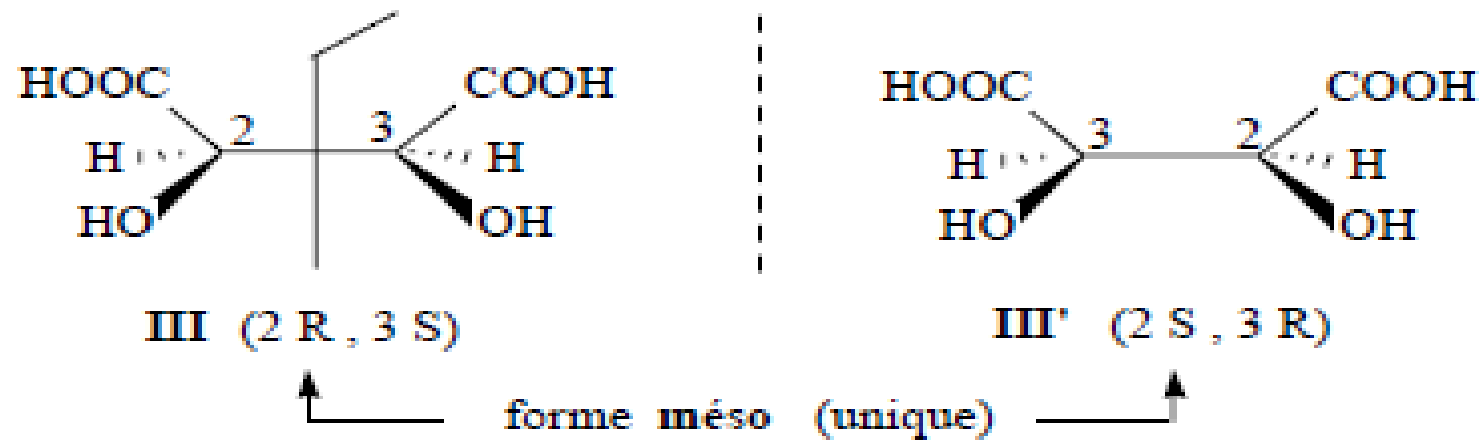 HOOC 2 3 COOH HOOC 3 2 COOH
H H H H
HO OH HO OH
III (2 R , 3 S) III' (2 S , 3 R)
forme méso (unique)